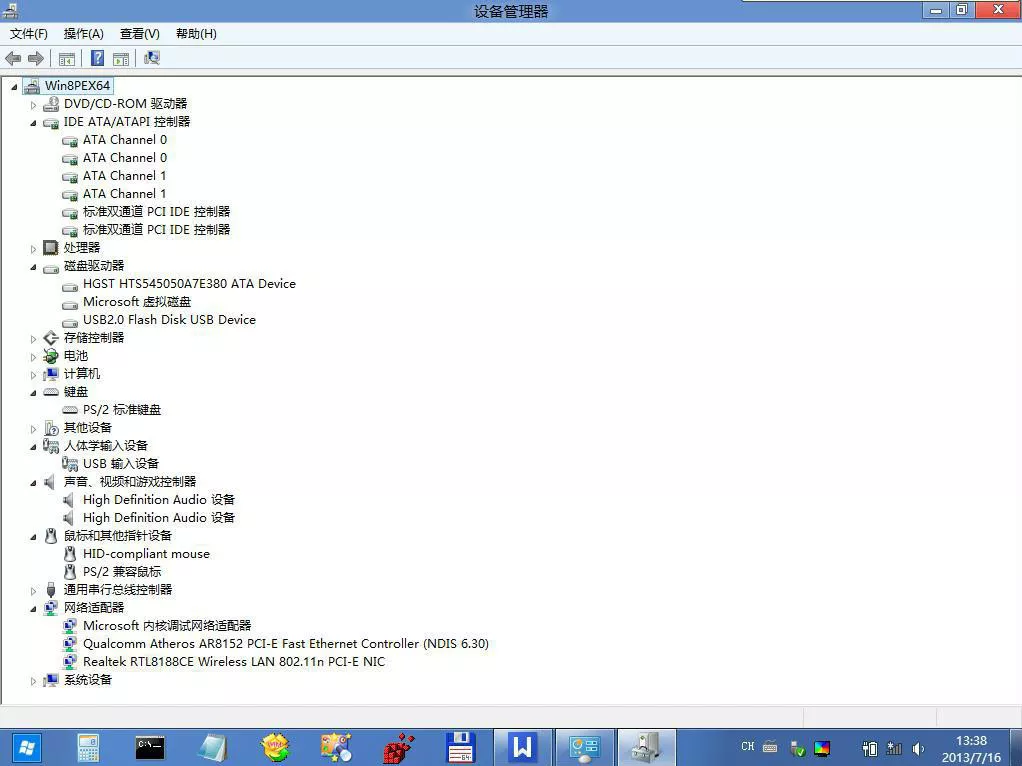 设备管理器
文件(F) 操作(A) 查看(V) 帮助(H)
Win8PEX64
DVD/CD-ROM 驱动器
IDE ATA/ATAPI 控制器
ATA Channel 0
ATA Channel 0
ATA Channel 1
ATA Channel 1
标准双通道 PCI IDE 控制器
标准双通道 PCI IDE 控制器
处理器
磁盘驱动器
HGST HTS545050A7E380 ATA Device
Microsoft 虚拟磁盘
USB2.0 Flash Disk USB Device
存储控制器
电池
计算机
键盘
PS/2 标准键盘
其他设备
人体学输入设备
USB 输入设备
声音、视频和游戏控制器
High Definition Audio 设备
High Definition Audio 设备
鼠标和其他指针设备
HID-compliant mouse
PS/2 兼容鼠标
通用串行总线控制器
网络适配器
Microsoft 内核调试网络适配器
Qualcomm Atheros AR8152 PCI-E Fast Ethernet Controller (NDIS 6.30)
Realtek RTL8188CE Wireless LAN 802.11n PCI-E NIC
系统设备
C:\_ 64 W CH 13:38
2013/7/16